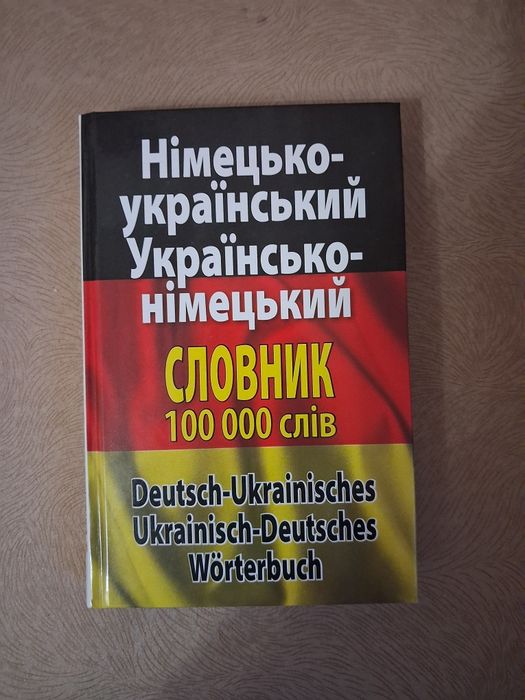 Німецько-
український
Українсько-
німецький
СЛОВНИК
100 000 слів
Deutsch-Ukrainisches
Ukrainisch-Deutsches
Wörterbuch